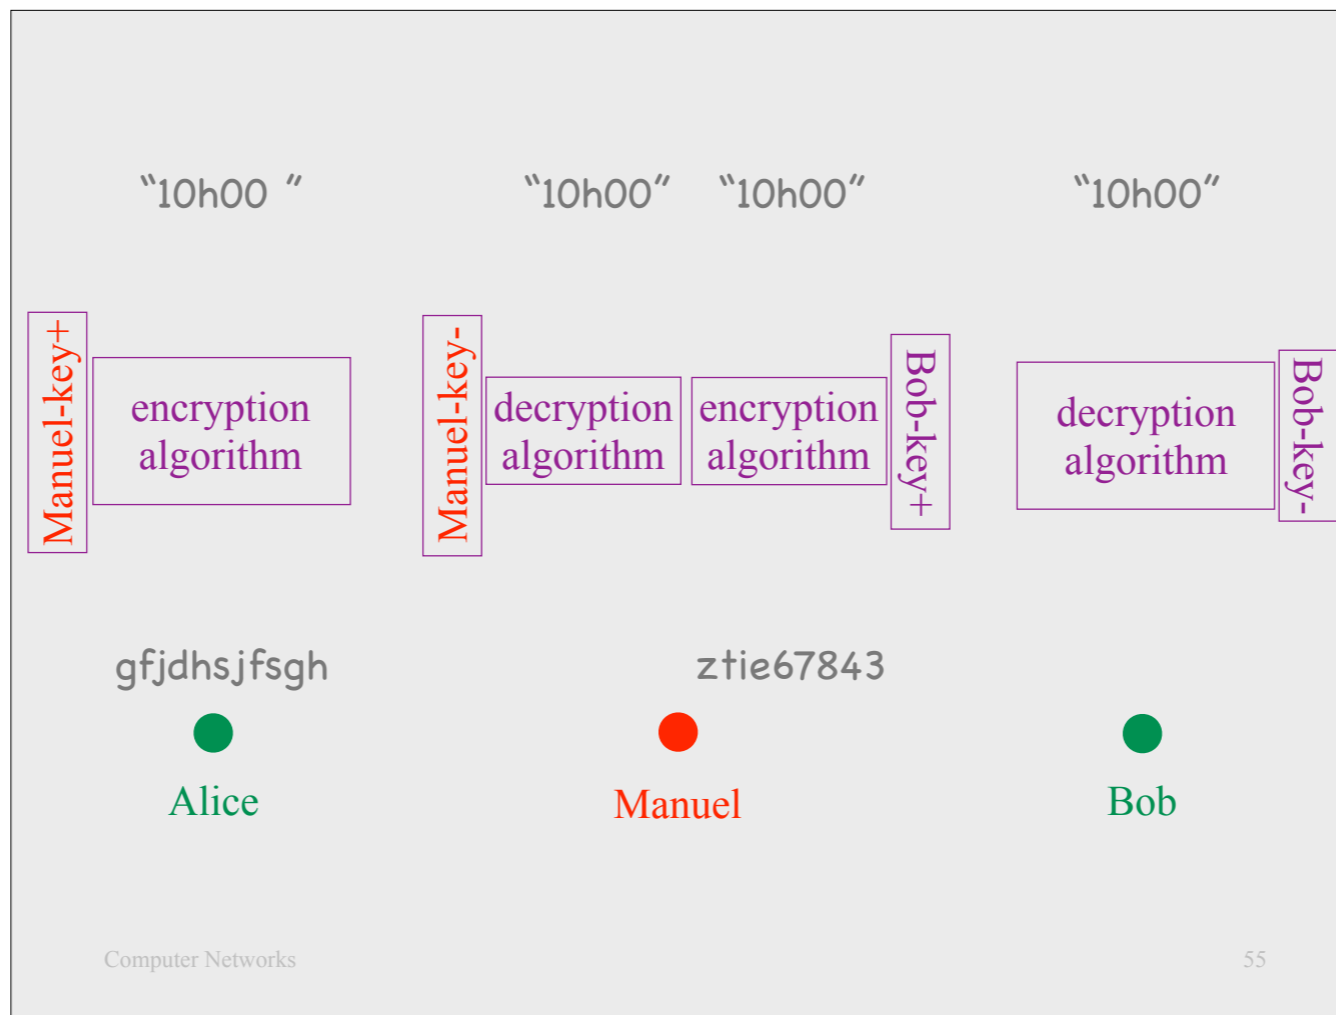 “10h00 ”
“10h00”
“10h00”
“10h00”
Manuel-key+
encryption
algorithm
Manuel-key-
decryption
algorithm
encryption
algorithm
Bob-key+
decryption
algorithm
Bob-key-
gfjdhsjfsgh
ztie67843
Alice
Manuel
Bob
Computer Networks
55